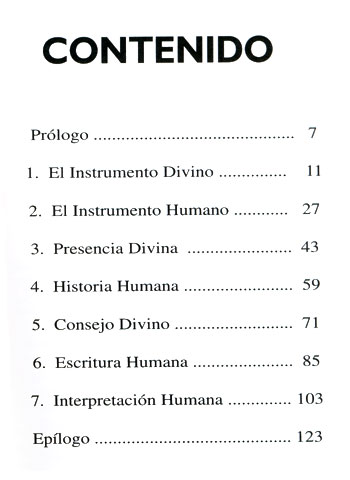 CONTENIDO
Prólogo ........................................... 7
1. El Instrumento Divino ............... 11
2. El Instrumento Humano ............ 27
3. Presencia Divina ...................... 43
4. Historia Humana ....................... 59
5. Consejo Divino ......................... 71
6. Escritura Humana ...................... 85
7. Interpretación Humana .............. 103
Epílogo .......................................... 123